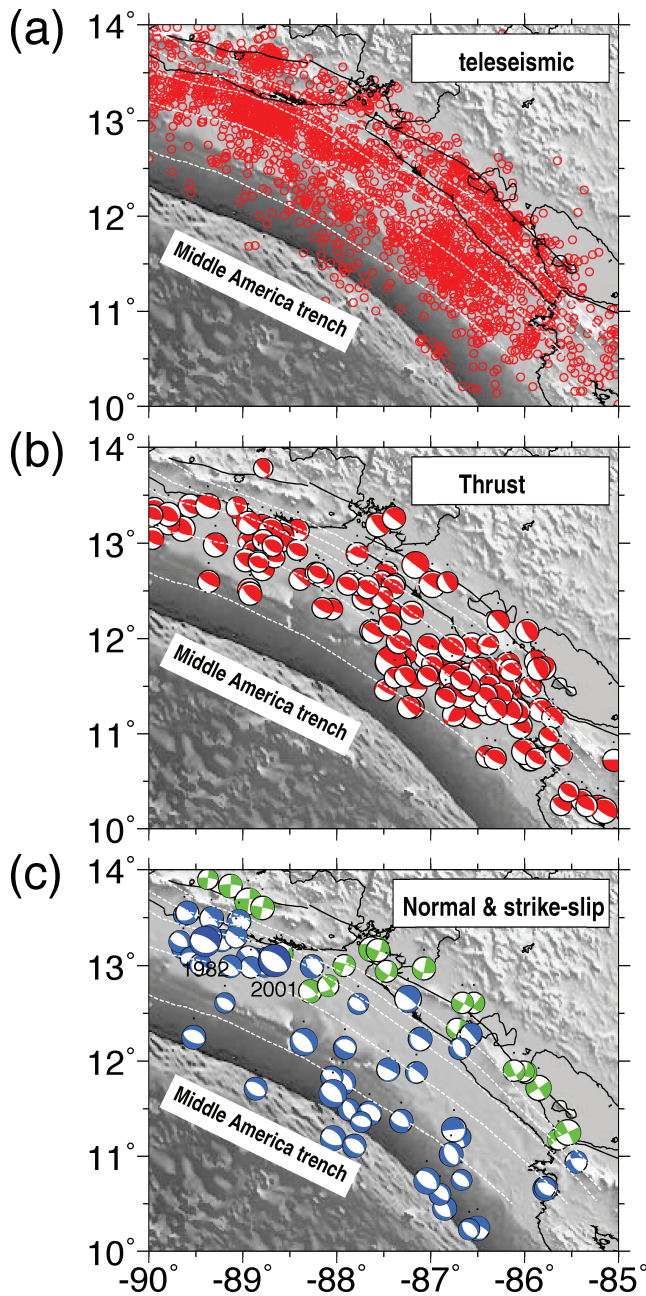 (a)
14°
13°
12°
11°
10°
teleseismic
Middle America trench
(b)
14°
13°
12°
11°
10°
Thrust
Middle America trench
(c)
14°
13°
12°
11°
10°
Normal & strike-slip
1982
2001
Middle America trench
-90° -89° -88° -87° -86° -85°